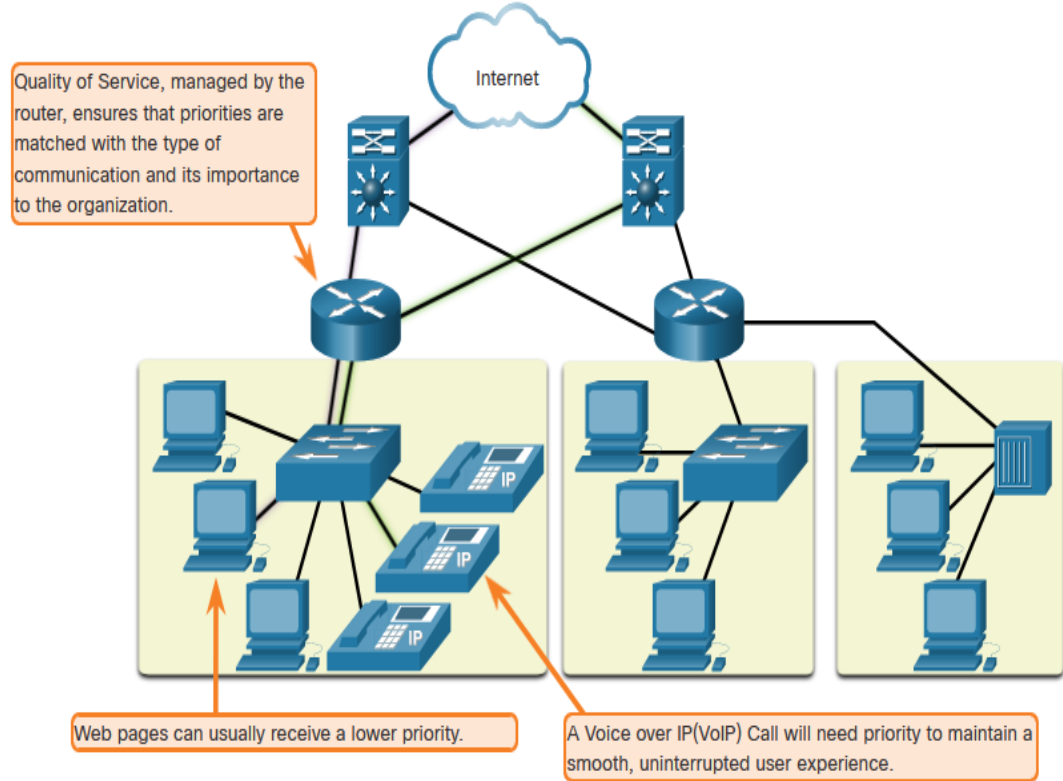 Internet
Quality of Service, managed by the
router, ensures that priorities are
matched with the type of
communication and its importance
to the organization.
IP
IP
IP
Web pages can usually receive a lower priority.
A Voice over IP(VoIP) Call will need priority to maintain a
smooth, uninterrupted user experience.